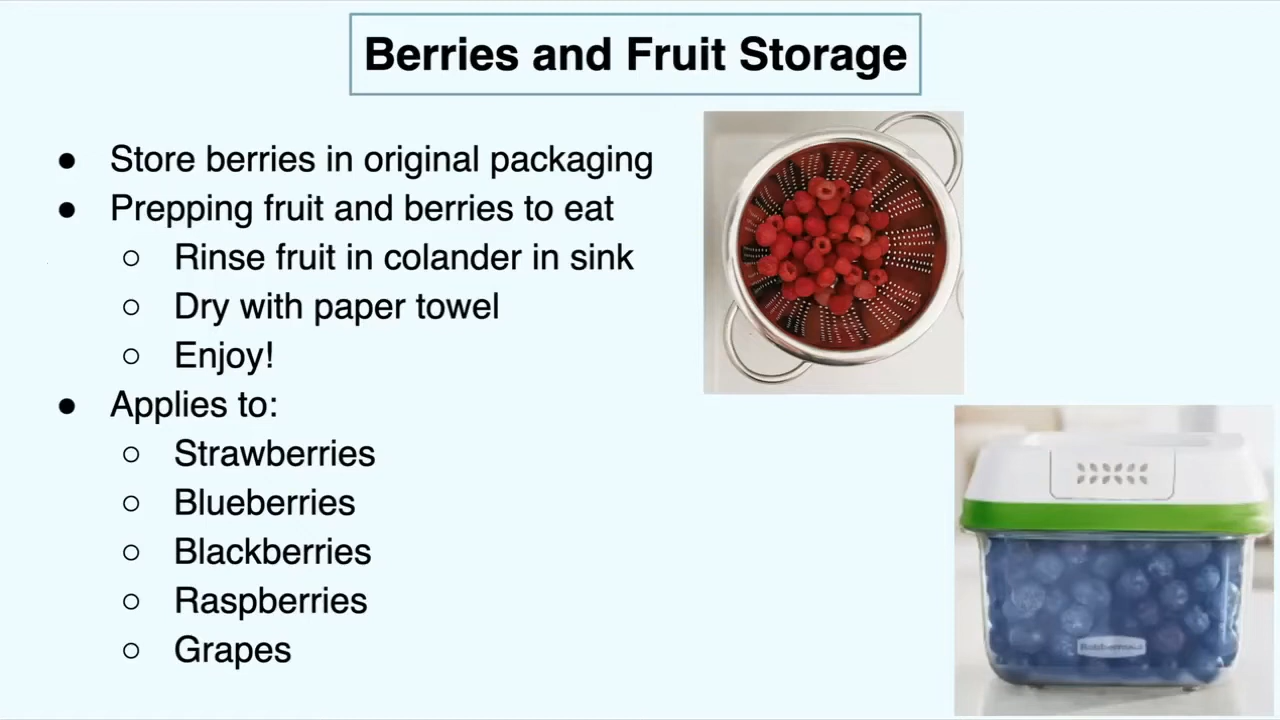 Berries and Fruit Storage
● Store berries in original packaging
● Prepping fruit and berries to eat
○ Rinse fruit in colander in sink
○ Dry with paper towel
○ Enjoy!
● Applies to:
○ Strawberries
○ Blueberries
○ Blackberries
○ Raspberries
○ Grapes
Rubbermaid